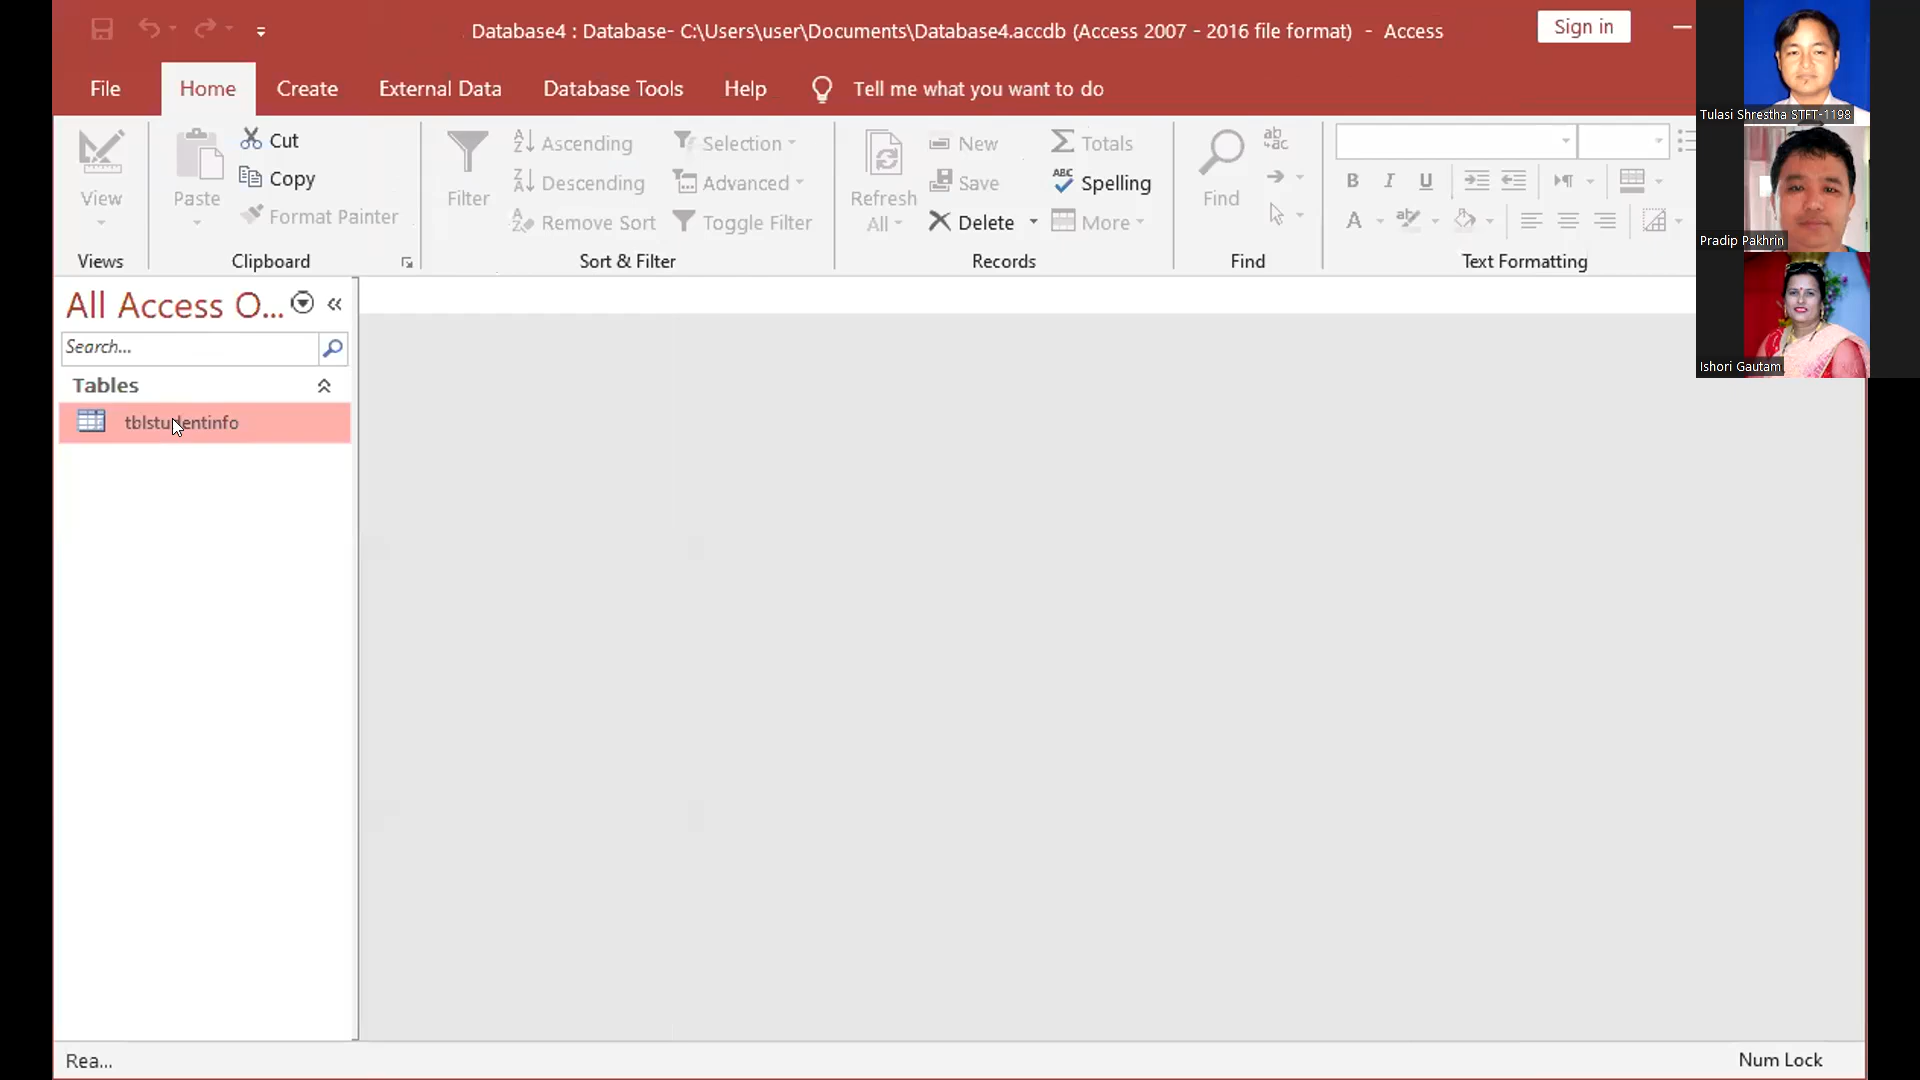 Database4 : Database- C:\Users\user\Documents\Database4.accdb (Access 2007 - 2016 file format) - Access
Sign in
File
Home
Create
External Data
Database Tools
Help
Tell me what you want to do
View
Views
Paste
Cut
Copy
Format Painter
Clipboard
Filter
Ascending
Descending
Remove Sort
Selection
Advanced
Toggle Filter
Sort & Filter
Refresh
All
New
Save
Delete
Totals
Spelling
More
Records
Find
Find
B I U
A
Text Formatting
Tulasi Shrestha STFT-1198
Pradip Pakhrin
Ishori Gautam
All Access O...
Search...
Tables
tblstudentinfo
Rea...
Num Lock